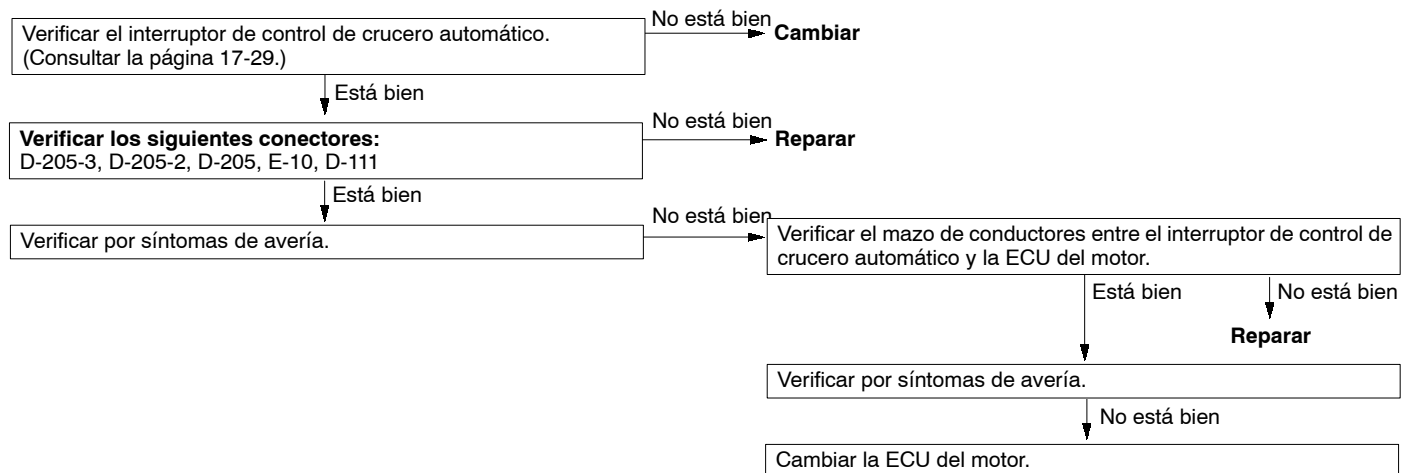 Verificar el interruptor de control de crucero automático.
(Consultar la página 17-29.)
No está bien
Cambiar
Está bien
Verificar los siguientes conectores:
D-205-3, D-205-2, D-205, E-10, D-111
No está bien
Reparar
Está bien
Verificar por síntomas de avería.
No está bien
Verificar el mazo de conductores entre el interruptor de control de
crucero automático y la ECU del motor.
Está bien
No está bien
Reparar
Verificar por síntomas de avería.
No está bien
Cambiar la ECU del motor.